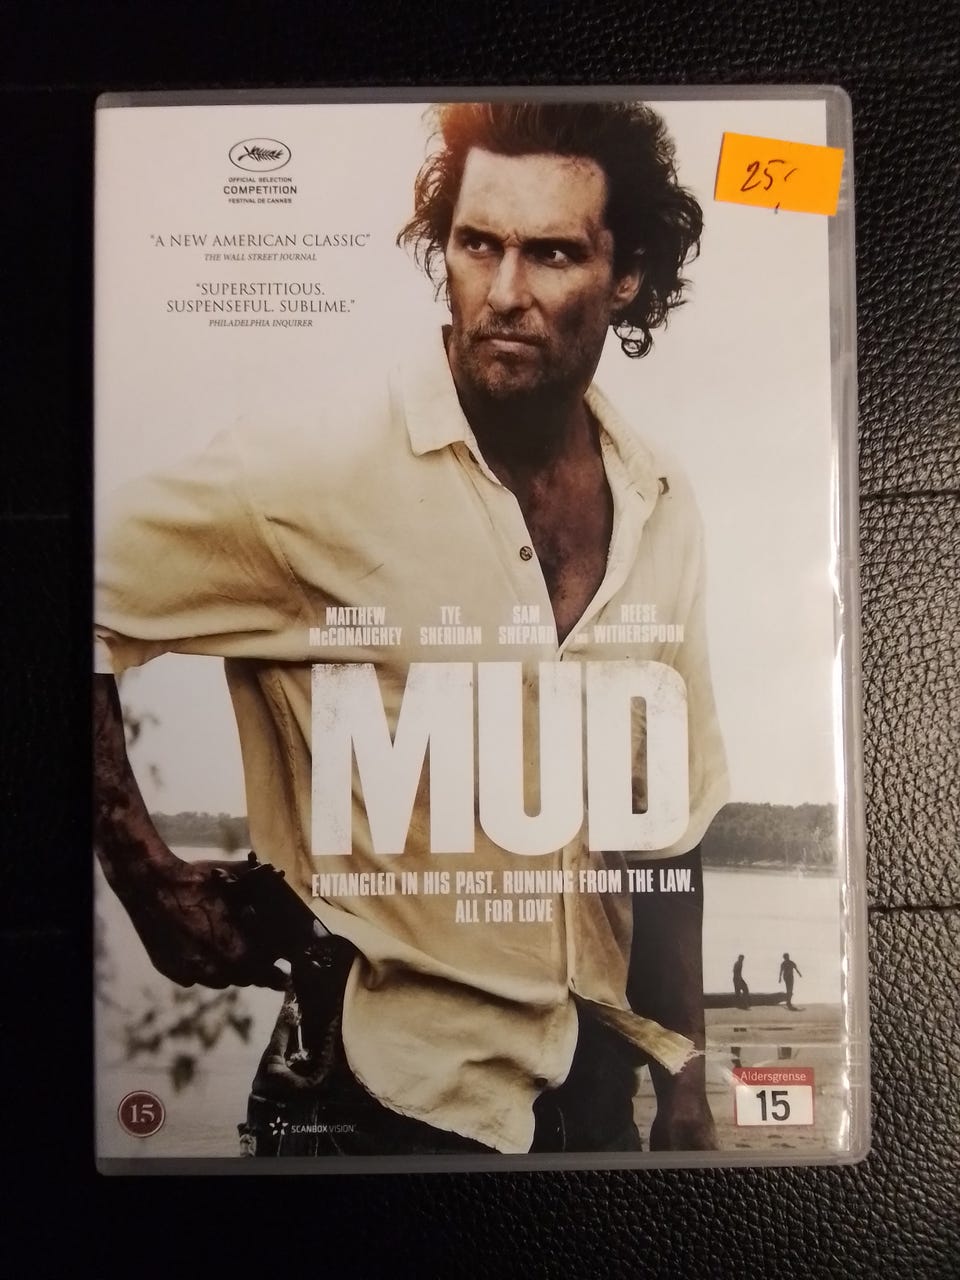 OFFICIAL SELECTION
COMPETITION
FESTIVAL DE CANNES
25,-
"A NEW AMERICAN CLASSIC"
THE WALL STREET JOURNAL
"SUPERSTITIOUS.
SUSPENSEFUL. SUBLIME."
PHILADELPHIA INQUIRER
MATTHEW TYE SAM REESE
McCONAUGHEY SHERIDAN SHEPARD AND WITHERSPOON
MUD
ENTANGLED IN HIS PAST. RUNNING FROM THE LAW.
ALL FOR LOVE
15
SCANBOX VISION
Aldersgrense
15